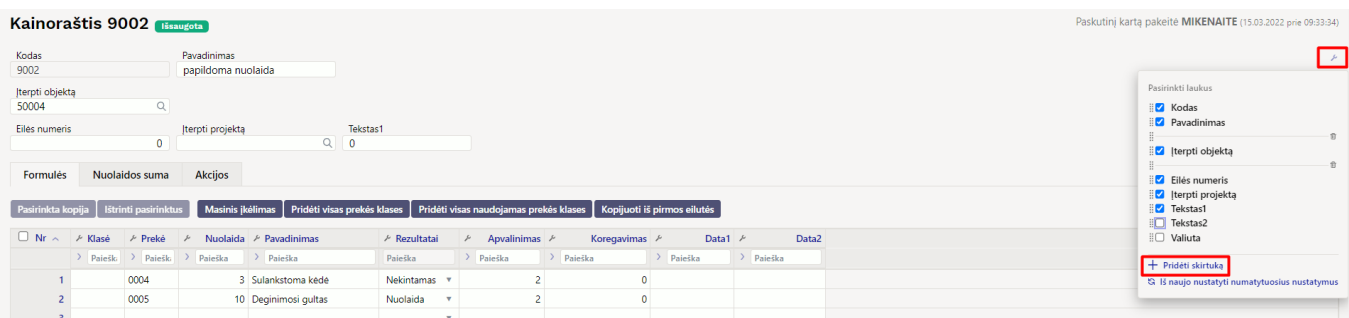 Kainoraštis 9002 Išsaugota
Paskutinį kartą pakeitė MIKENAITE (15.03.2022 prie 09:33:34)
Kodas Pavadinimas
9002 papildoma nuolaida
Įterpti objektą
50004
Eilės numeris Įterpti projektą Tekstas1
0 0
Formulės Nuolaidos suma Akcijos
Pasirinkta kopija Ištrinti pasirinktus Masinis įkėlimas Pridėti visas prekės klases Pridėti visas naudojamas prekės klases Kopijuoti iš pirmos eilutės
Nr Klasė Prekė Nuolaida Pavadinimas Rezultatai Apvalinimas Koregavimas Data1 Data2
Paiešk. Paiešk. Paieška Paieška Paieška Paieška Paieška Paieška Paieška
1 0004 3 Sulankstoma kėdė Nekintamas 2 0
2 0005 10 Deginimosi gultas Nuolaida 2 0
3
Pasirinkti laukus
Kodas
Pavadinimas
Įterpti objektą
Eilės numeris
Įterpti projektą
Tekstas1
Tekstas2
Valiuta
+ Pridėti skirtuką
Iš naujo nustatyti numatytuosius nustatymus